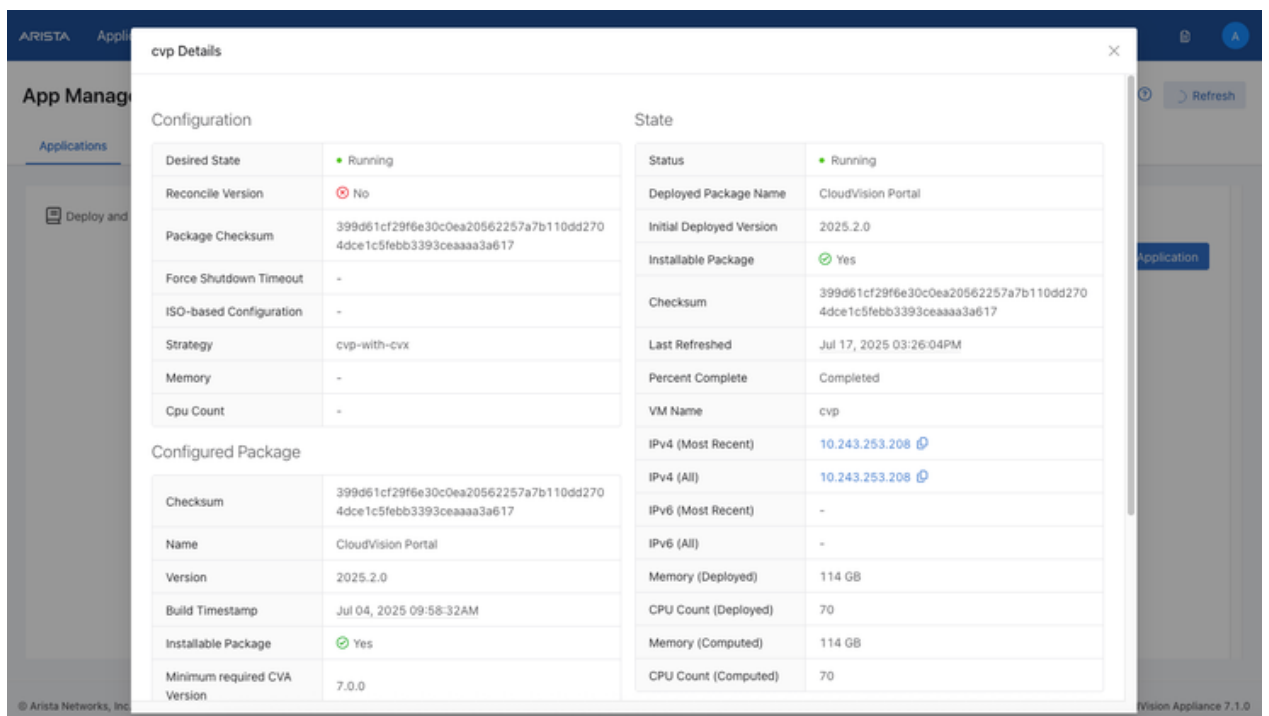 ARISTA Appli A
cvp Details
App Manag
Refresh
Applications
Deploy and
Application
Configuration
Desired State Running
Reconcile Version No
Package Checksum 399d61cf29f6e30c0ea20562257a7b110dd270
4dce1c5febb3393ceaaaa3a617
Force Shutdown Timeout -
ISO-based Configuration -
Strategy cvp-with-cvx
Memory -
Cpu Count -
Configured Package
Checksum 399d61cf29f6e30c0ea20562257a7b110dd270
4dce1c5febb3393ceaaaa3a617
Name CloudVision Portal
Version 2025.2.0
Build Timestamp Jul 04, 2025 09:58:32AM
Installable Package Yes
Minimum required CVA
Version 7.0.0
State
Status Running
Deployed Package Name CloudVision Portal
Initial Deployed Version 2025.2.0
Installable Package Yes
Checksum 399d61cf29f6e30c0ea20562257a7b110dd270
4dce1c5febb3393ceaaaa3a617
Last Refreshed Jul 17, 2025 03:26:04PM
Percent Complete Completed
VM Name cvp
IPv4 (Most Recent) 10.243.253.208
IPv4 (All) 10.243.253.208
IPv6 (Most Recent) -
IPv6 (All) -
Memory (Deployed) 114 GB
CPU Count (Deployed) 70
Memory (Computed) 114 GB
CPU Count (Computed) 70
© Arista Networks, Inc. Vision Appliance 7.1.0